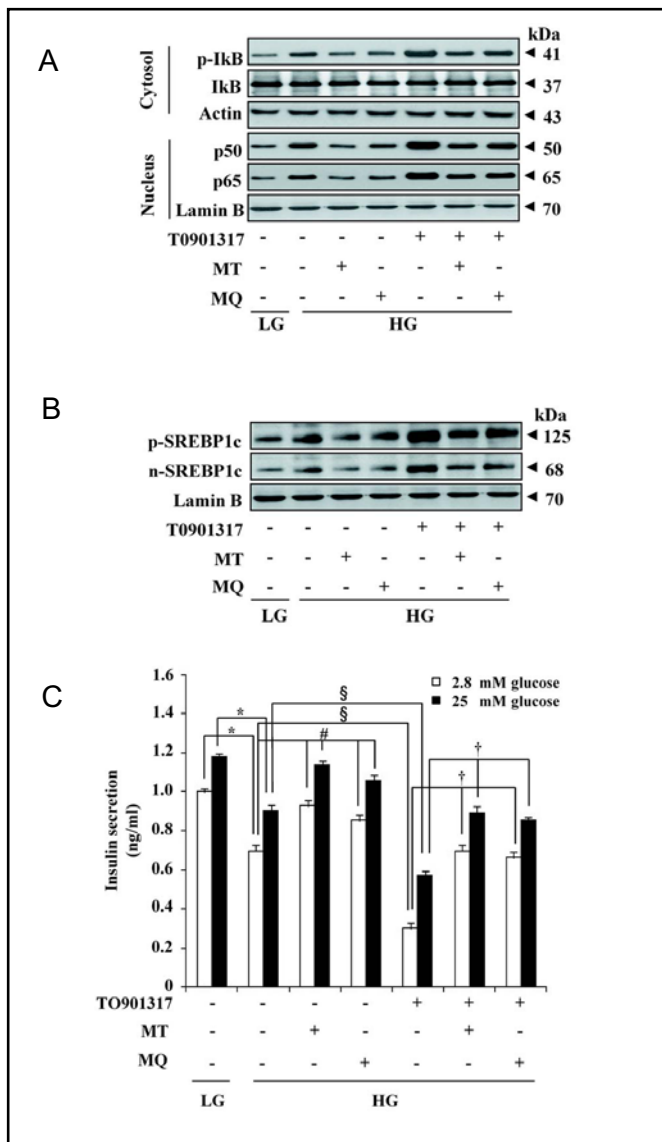 A
kDa
Cytosol
p-IkB ◄ 41
IkB ◄ 37
Actin ◄ 43
Nucleus
p50 ◄ 50
p65 ◄ 65
Lamin B ◄ 70
T0901317 - - - - + + +
MT - - + - - + -
MQ - - - + - - +
LG HG
B
kDa
p-SREBP1c ◄ 125
n-SREBP1c ◄ 68
Lamin B ◄ 70
T0901317 - - - - + + +
MT - - + - - + -
MQ - - - + - - +
LG HG
C
Insulin secretion
(ng/ml)
1.6
1.4
1.2
1.0
0.8
0.6
0.4
0.2
0
2.8 mM glucose
25 mM glucose
§
§
*
*
#
†
†
TO901317 - - - - + + +
MT - - + - - + -
MQ - - - + - - +
LG HG